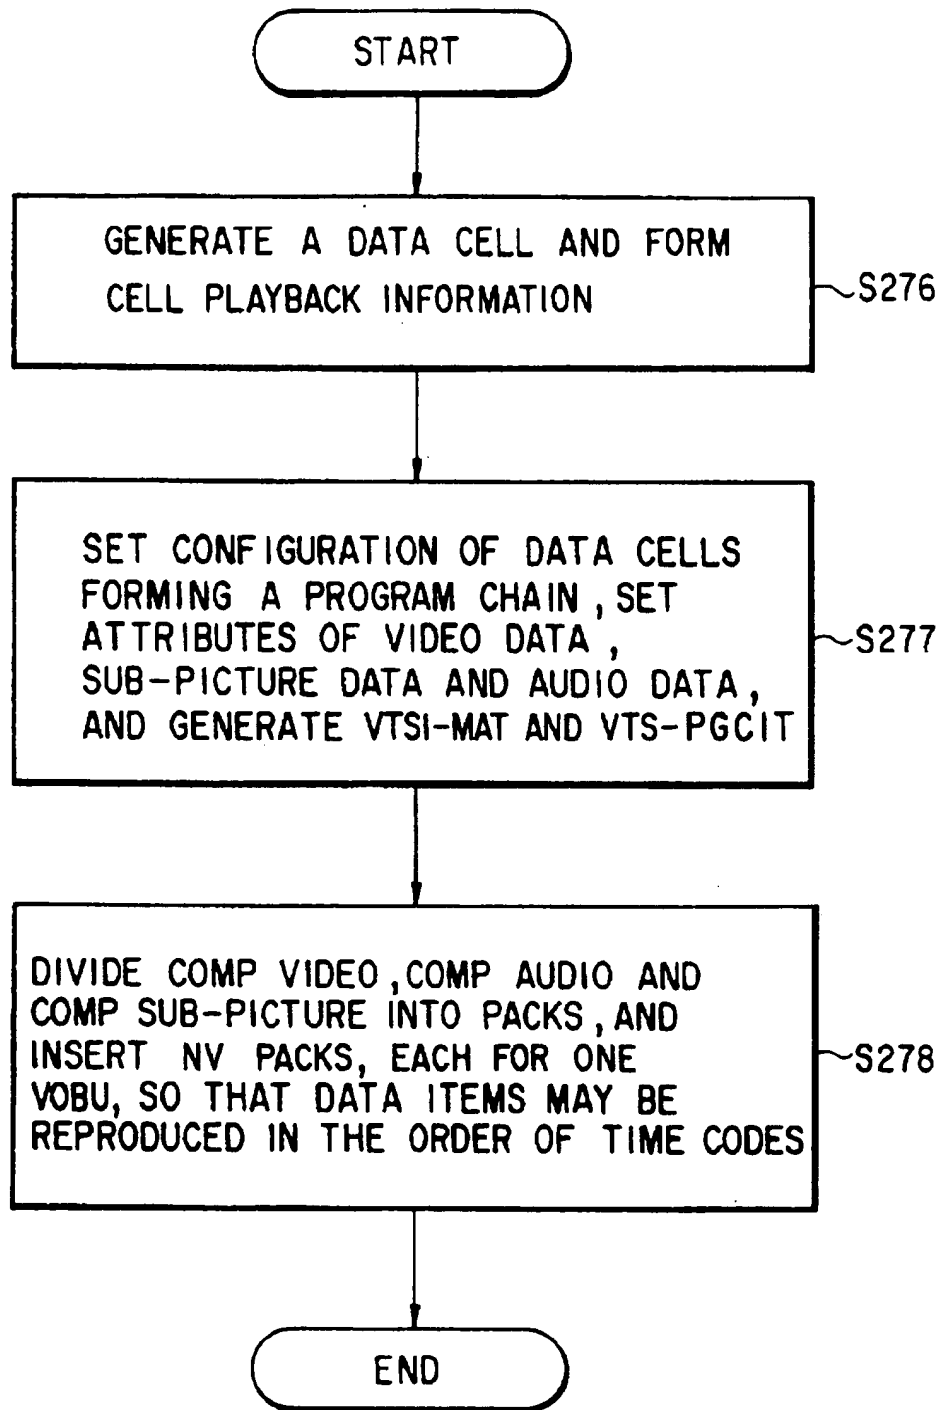 START
GENERATE A DATA CELL AND FORM
CELL PLAYBACK INFORMATION
S276
SET CONFIGURATION OF DATA CELLS
FORMING A PROGRAM CHAIN, SET
ATTRIBUTES OF VIDEO DATA,
SUB-PICTURE DATA AND AUDIO DATA,
AND GENERATE VTSI-MAT AND VTS-PGCIT
S277
DIVIDE COMP VIDEO, COMP AUDIO AND
COMP SUB-PICTURE INTO PACKS, AND
INSERT NV PACKS, EACH FOR ONE
VOBU, SO THAT DATA ITEMS MAY BE
REPRODUCED IN THE ORDER OF TIME CODES
S278
END